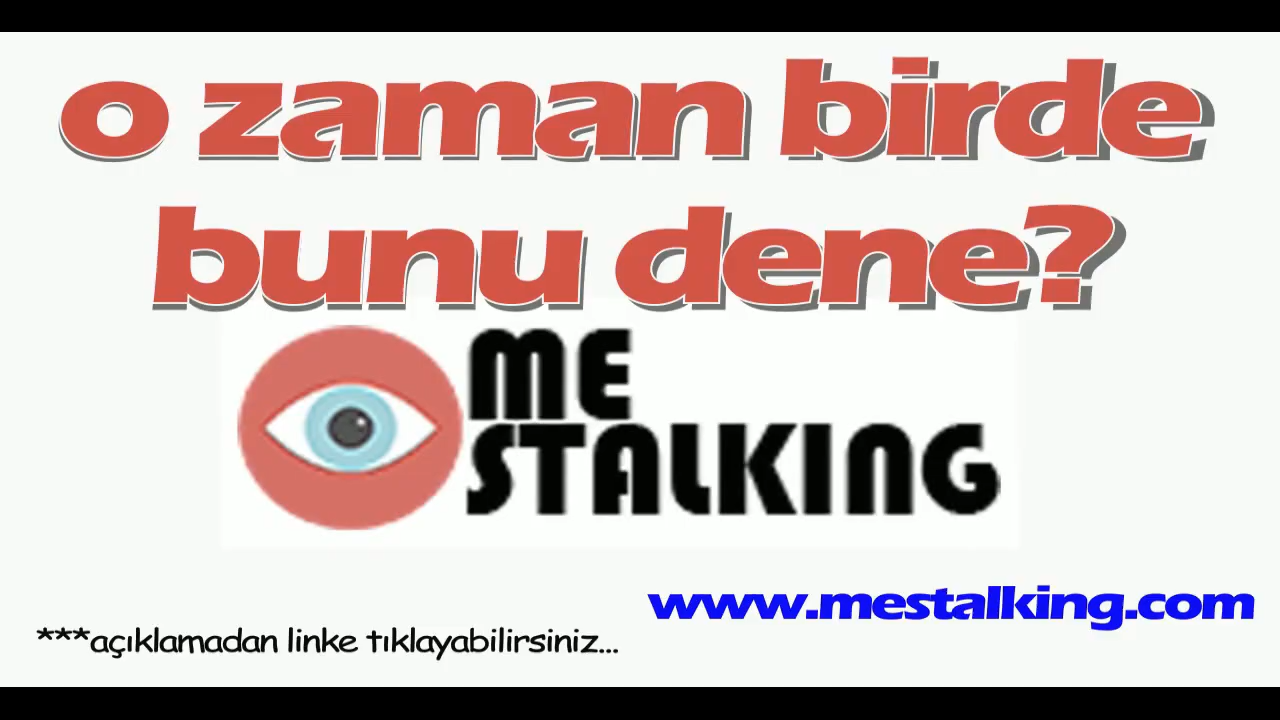 o zaman birde
bunu dene?
ME
STALKING
www.mestalking.com
***açıklamadan linke tıklayabilirsiniz...